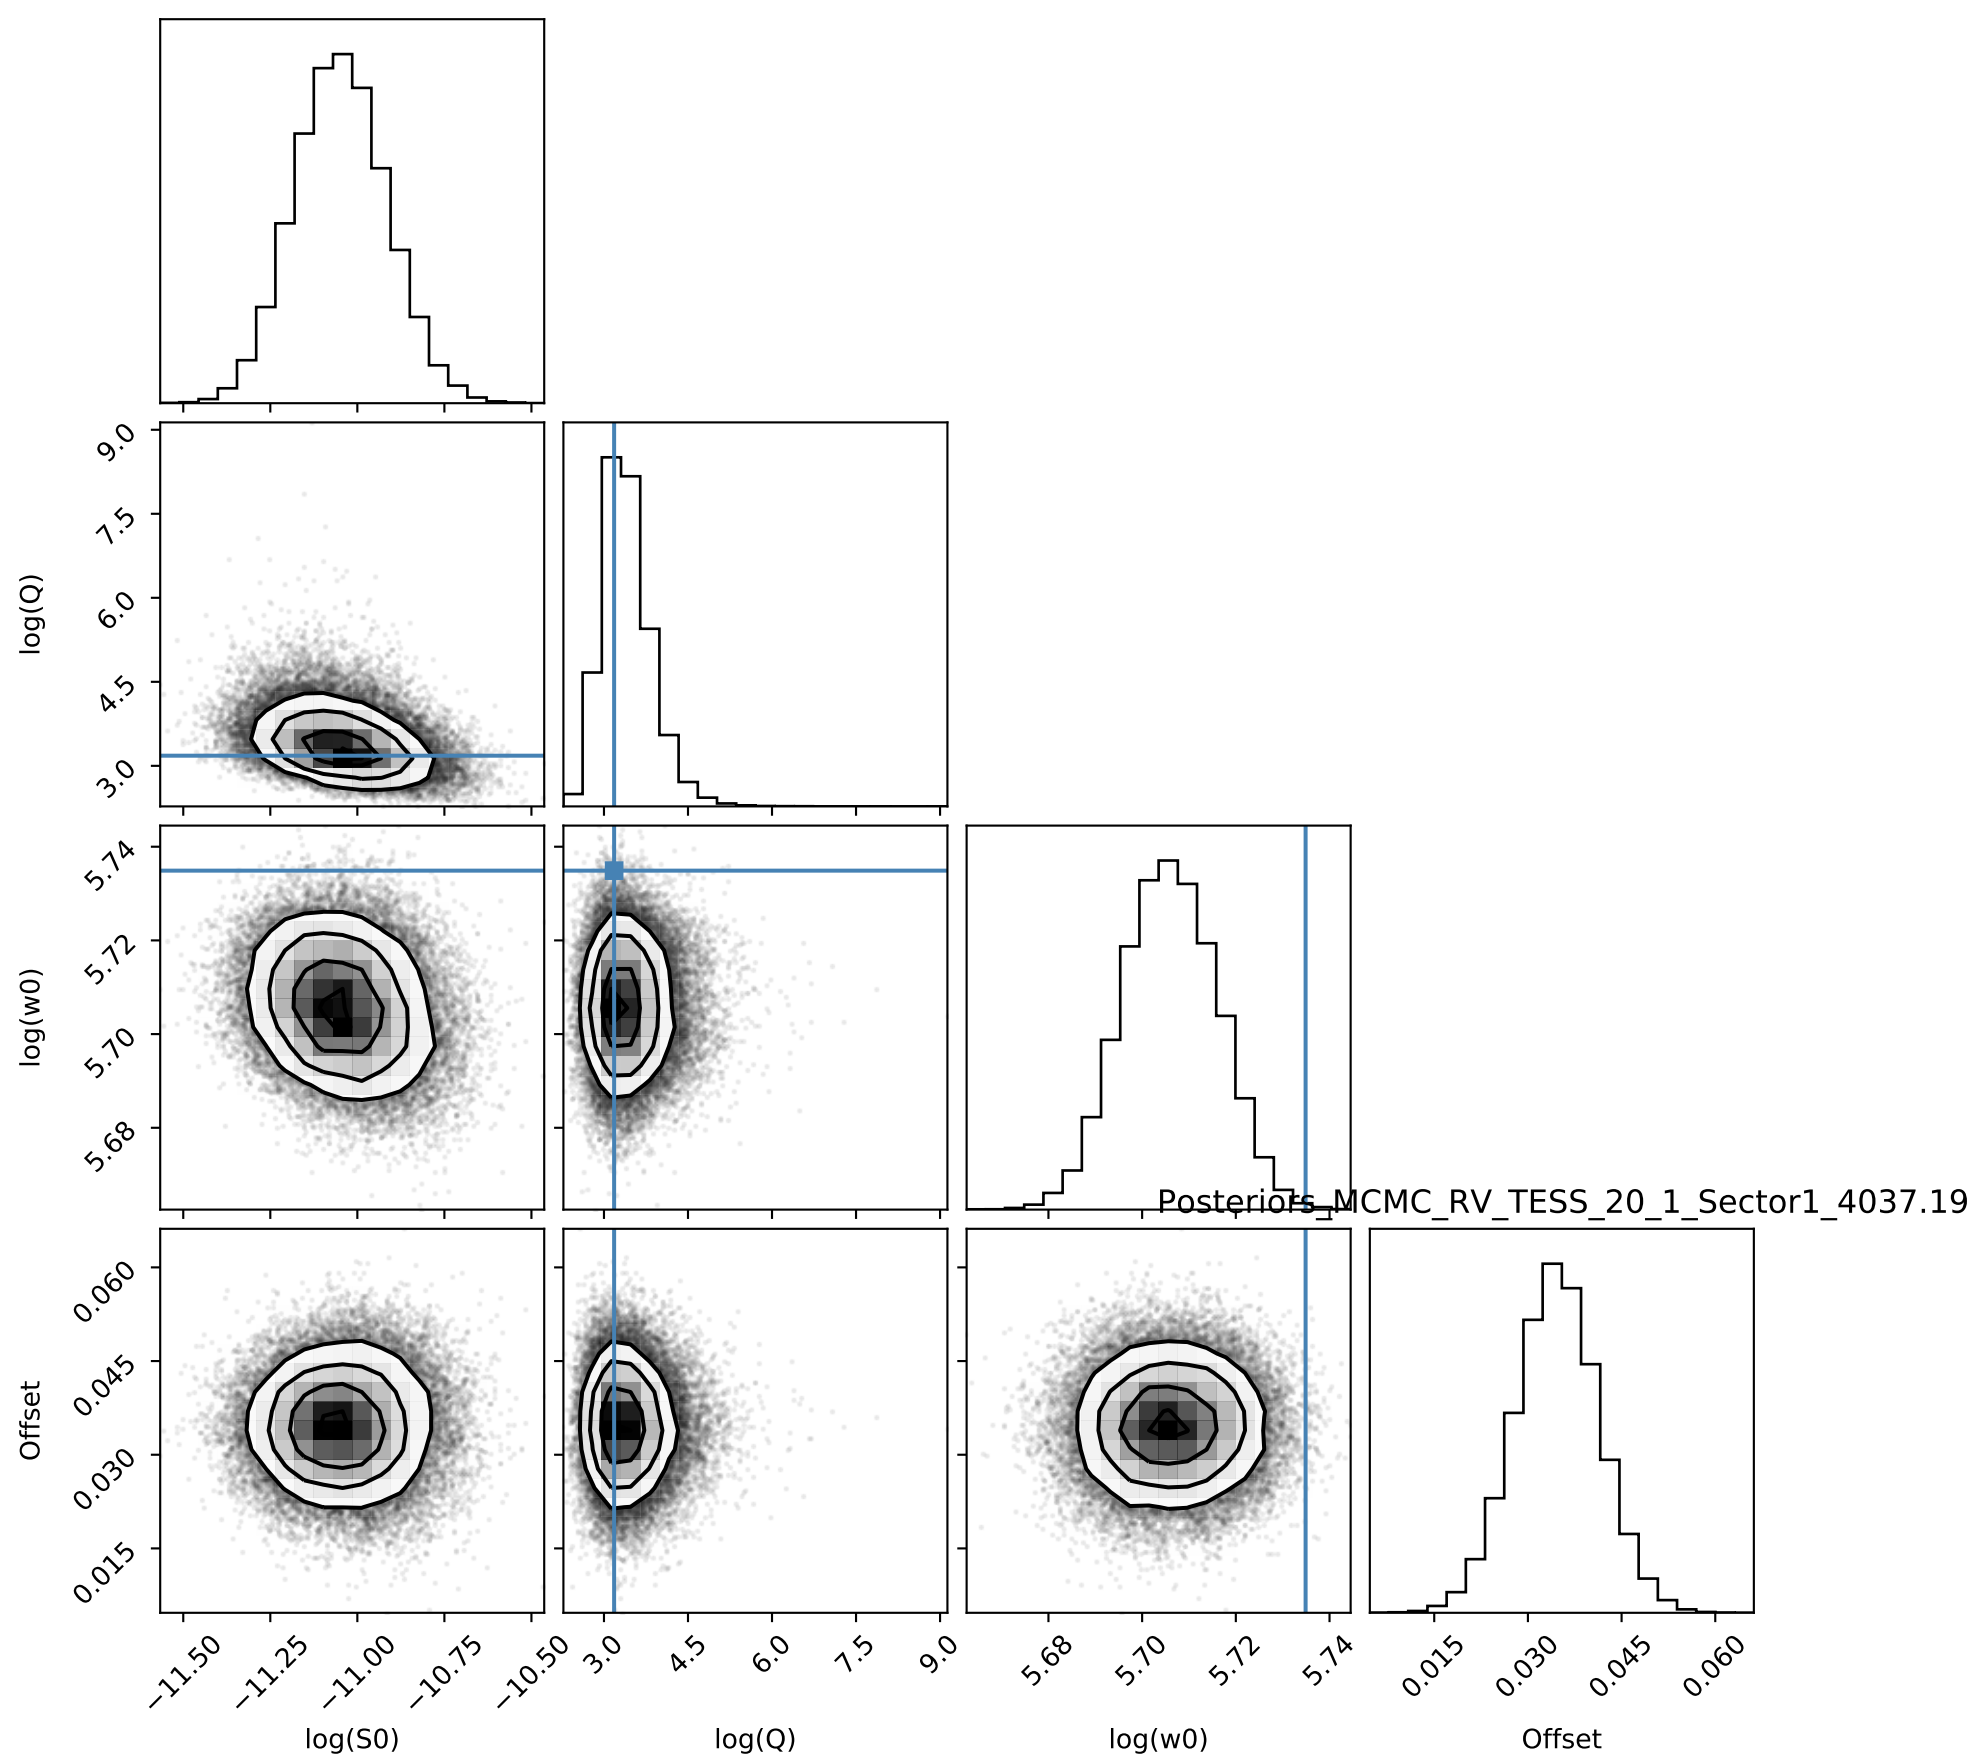 9.0
7.5
6.0
4.5
3.0
log(Q)
5.74
5.72
5.70
5.68
log(w0)
Posteriors_MCMC_RV_TESS_20_1_Sector1_4037.19
0.060
0.045
0.030
0.015
Offset
−11.50 −11.25 −11.00 −10.75 −10.50 3.0 4.5 6.0 7.5 9.0 5.68 5.70 5.72 5.74 0.015 0.030 0.045 0.060
log(S0) log(Q) log(w0) Offset